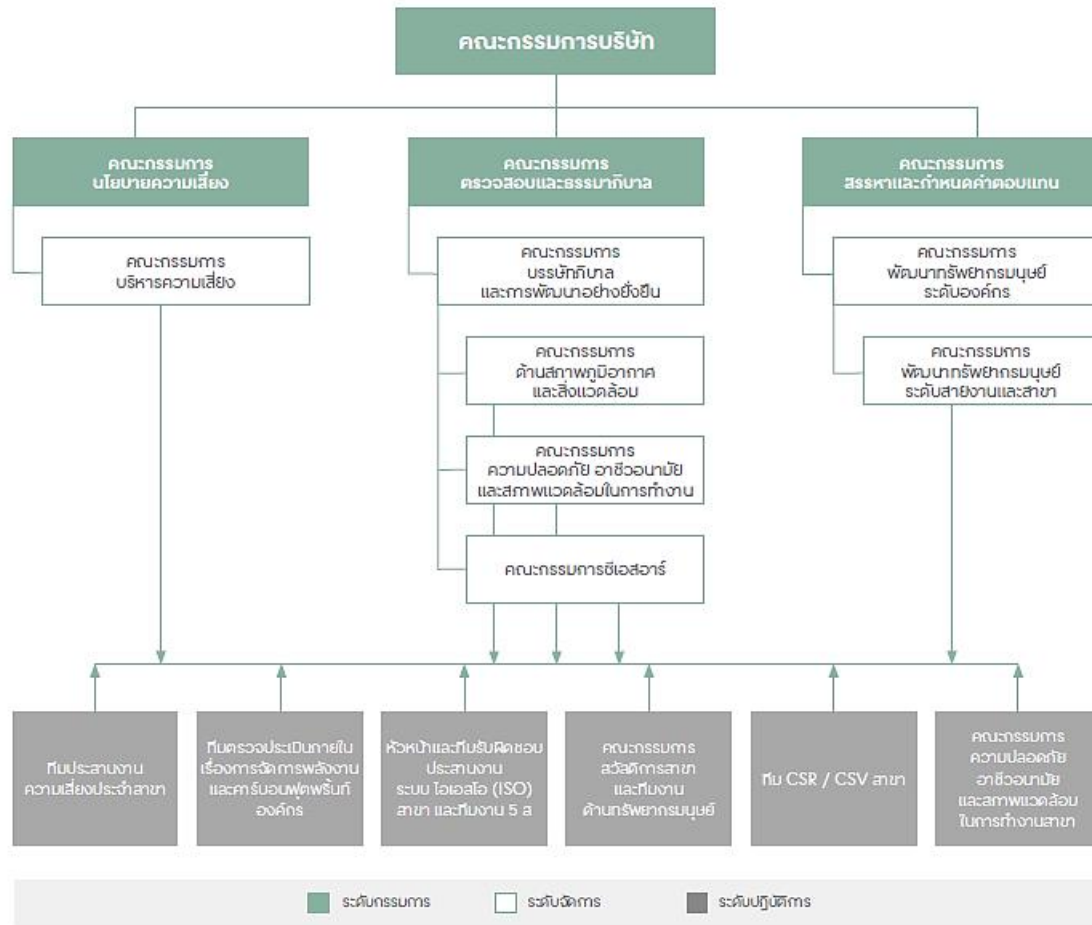 คณะกรรมการบริษัท
คณะกรรมการ
นโยบายความเสี่ยง
คณะกรรมการ
ตรวจสอบและธรรมาภิบาล
คณะกรรมการ
สรรหาและกำหนดค่าตอบแทน
คณะกรรมการ
บริหารความเสี่ยง
คณะกรรมการ
บรรษัทภิบาล
และการพัฒนาอย่างยั่งยืน
คณะกรรมการ
พัฒนาทรัพยากรมนุษย์
ระดับองค์กร
คณะกรรมการ
ด้านสภาพภูมิอากาศ
และสิ่งแวดล้อม
คณะกรรมการ
พัฒนาทรัพยากรมนุษย์
ระดับสายงานและสาขา
คณะกรรมการ
ความปลอดภัย อาชีวอนามัย
และสภาพแวดล้อมในการทำงาน
คณะกรรมการซีเอสอาร์
ทีมประสานงาน
ความเสี่ยงประจำสาขา
ทีมตรวจประเมินภายใน
เรื่องการจัดการพลังงาน
และคาร์บอนฟุตพริ้นท์
องค์กร
หัวหน้าและทีมรับผิดชอบ
ประสานงาน
ระบบ ไอเอสโอ (ISO)
สาขา และทีมงาน 5 ส
คณะกรรมการ
สวัสดิการสาขา
และทีมงาน
ด้านทรัพยากรมนุษย์
ทีม CSR / CSV สาขา
คณะกรรมการ
ความปลอดภัย
อาชีวอนามัย
และสภาพแวดล้อม
ในการทำงานสาขา
ระดับกรรมการ
ระดับจัดการ
ระดับปฏิบัติการ